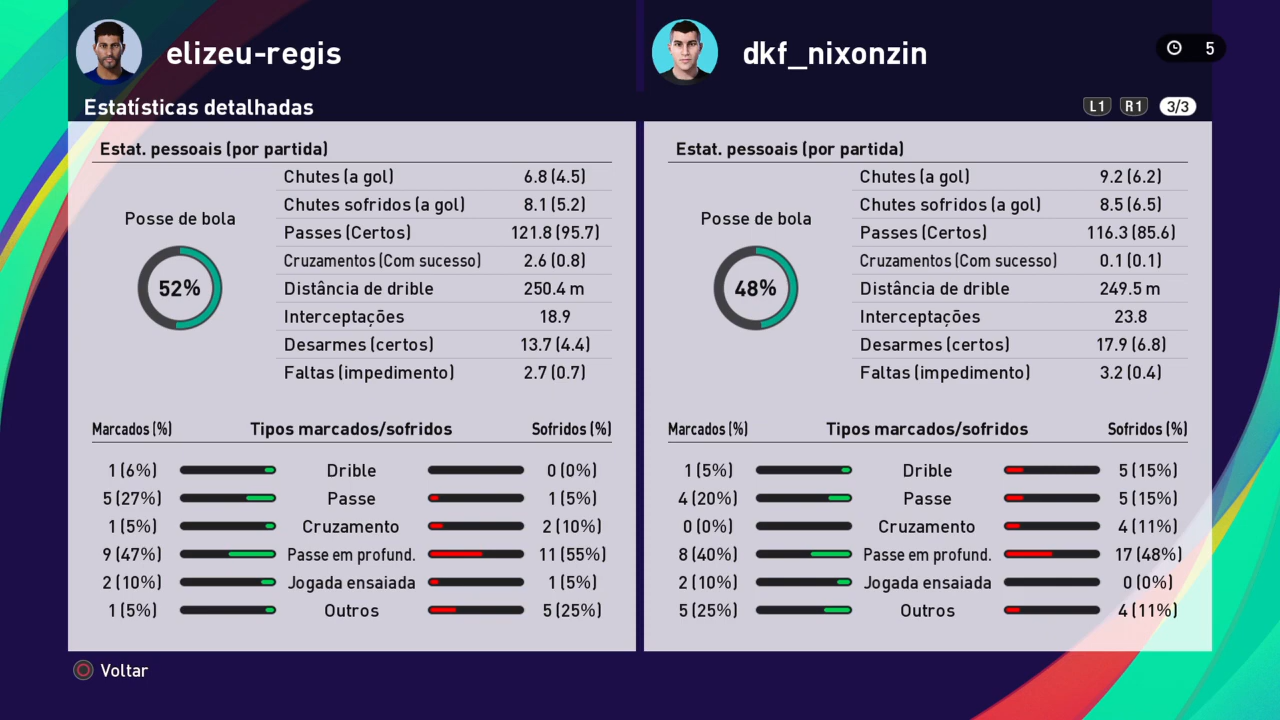 elizeu-regis
dkf_nixonzin
5
Estatísticas detalhadas
L1 R1 3/3
Estat. pessoais (por partida)
Posse de bola
52%
Chutes (a gol) 6.8 (4.5)
Chutes sofridos (a gol) 8.1 (5.2)
Passes (Certos) 121.8 (95.7)
Cruzamentos (Com sucesso) 2.6 (0.8)
Distância de drible 250.4 m
Interceptações 18.9
Desarmes (certos) 13.7 (4.4)
Faltas (impedimento) 2.7 (0.7)
Marcados (%) Tipos marcados/sofridos Sofridos (%)
1 (6%) Drible 0 (0%)
5 (27%) Passe 1 (5%)
1 (5%) Cruzamento 2 (10%)
9 (47%) Passe em profund. 11 (55%)
2 (10%) Jogada ensaiada 1 (5%)
1 (5%) Outros 5 (25%)
Estat. pessoais (por partida)
Posse de bola
48%
Chutes (a gol) 9.2 (6.2)
Chutes sofridos (a gol) 8.5 (6.5)
Passes (Certos) 116.3 (85.6)
Cruzamentos (Com sucesso) 0.1 (0.1)
Distância de drible 249.5 m
Interceptações 23.8
Desarmes (certos) 17.9 (6.8)
Faltas (impedimento) 3.2 (0.4)
Marcados (%) Tipos marcados/sofridos Sofridos (%)
1 (5%) Drible 5 (15%)
4 (20%) Passe 5 (15%)
0 (0%) Cruzamento 4 (11%)
8 (40%) Passe em profund. 17 (48%)
2 (10%) Jogada ensaiada 0 (0%)
5 (25%) Outros 4 (11%)
Voltar